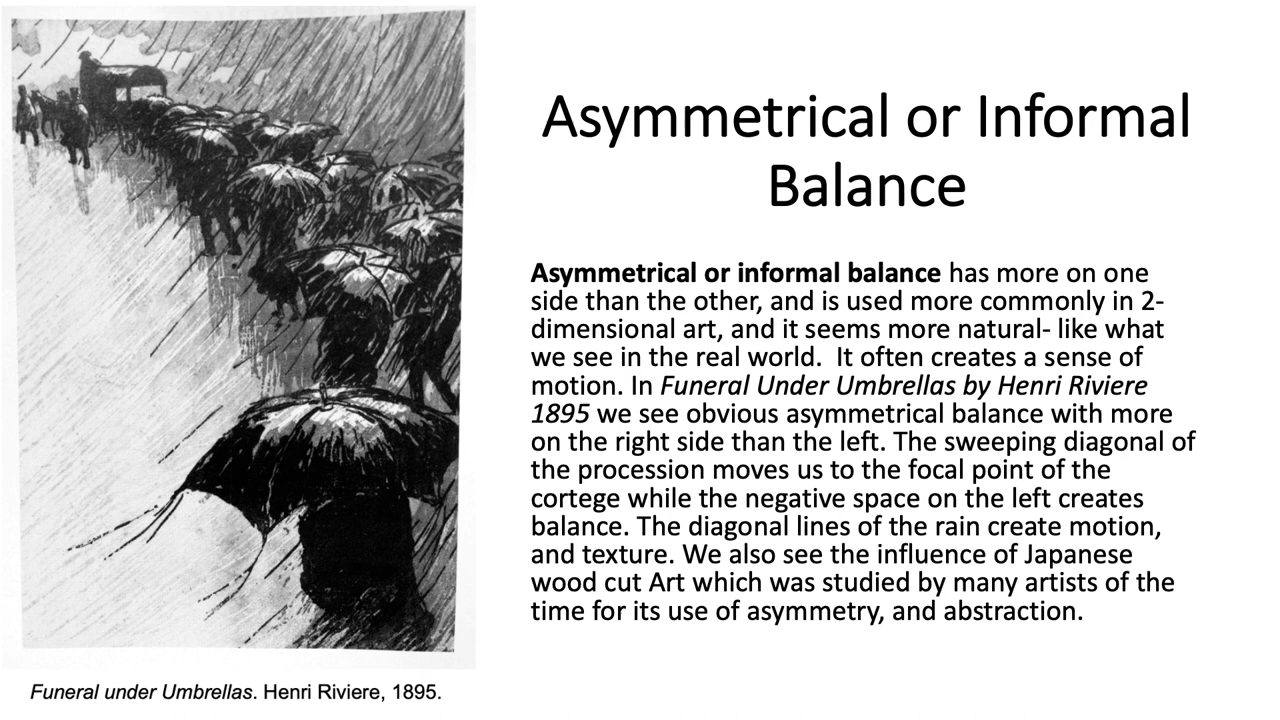 Asymmetrical or Informal
Balance
Asymmetrical or informal balance has more on one
side than the other, and is used more commonly in 2-
dimensional art, and it seems more natural- like what
we see in the real world.  It often creates a sense of
motion. In Funeral Under Umbrellas by Henri Riviere
1895 we see obvious asymmetrical balance with more
on the right side than the left. The sweeping diagonal of
the procession moves us to the focal point of the
cortege while the negative space on the left creates
balance. The diagonal lines of the rain create motion,
and texture. We also see the influence of Japanese
wood cut Art which was studied by many artists of the
time for its use of asymmetry, and abstraction.
Funeral under Umbrellas. Henri Riviere, 1895.